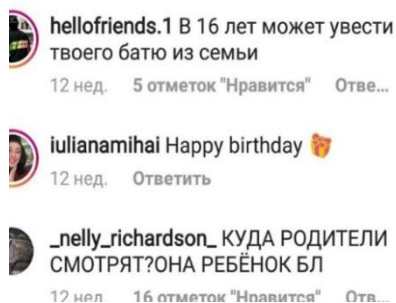 hellofriends.1 В 16 лет может увести
твоего батю из семьи
12 нед. 5 отметок "Нравится" Отве...
iulianamihai Happy birthday 🎁
12 нед. Ответить
_nelly_richardson_ КУДА РОДИТЕЛИ
СМОТРЯТ?ОНА РЕБЁНОК БЛ
12 нед. 16 отметок "Нравится" Отв...